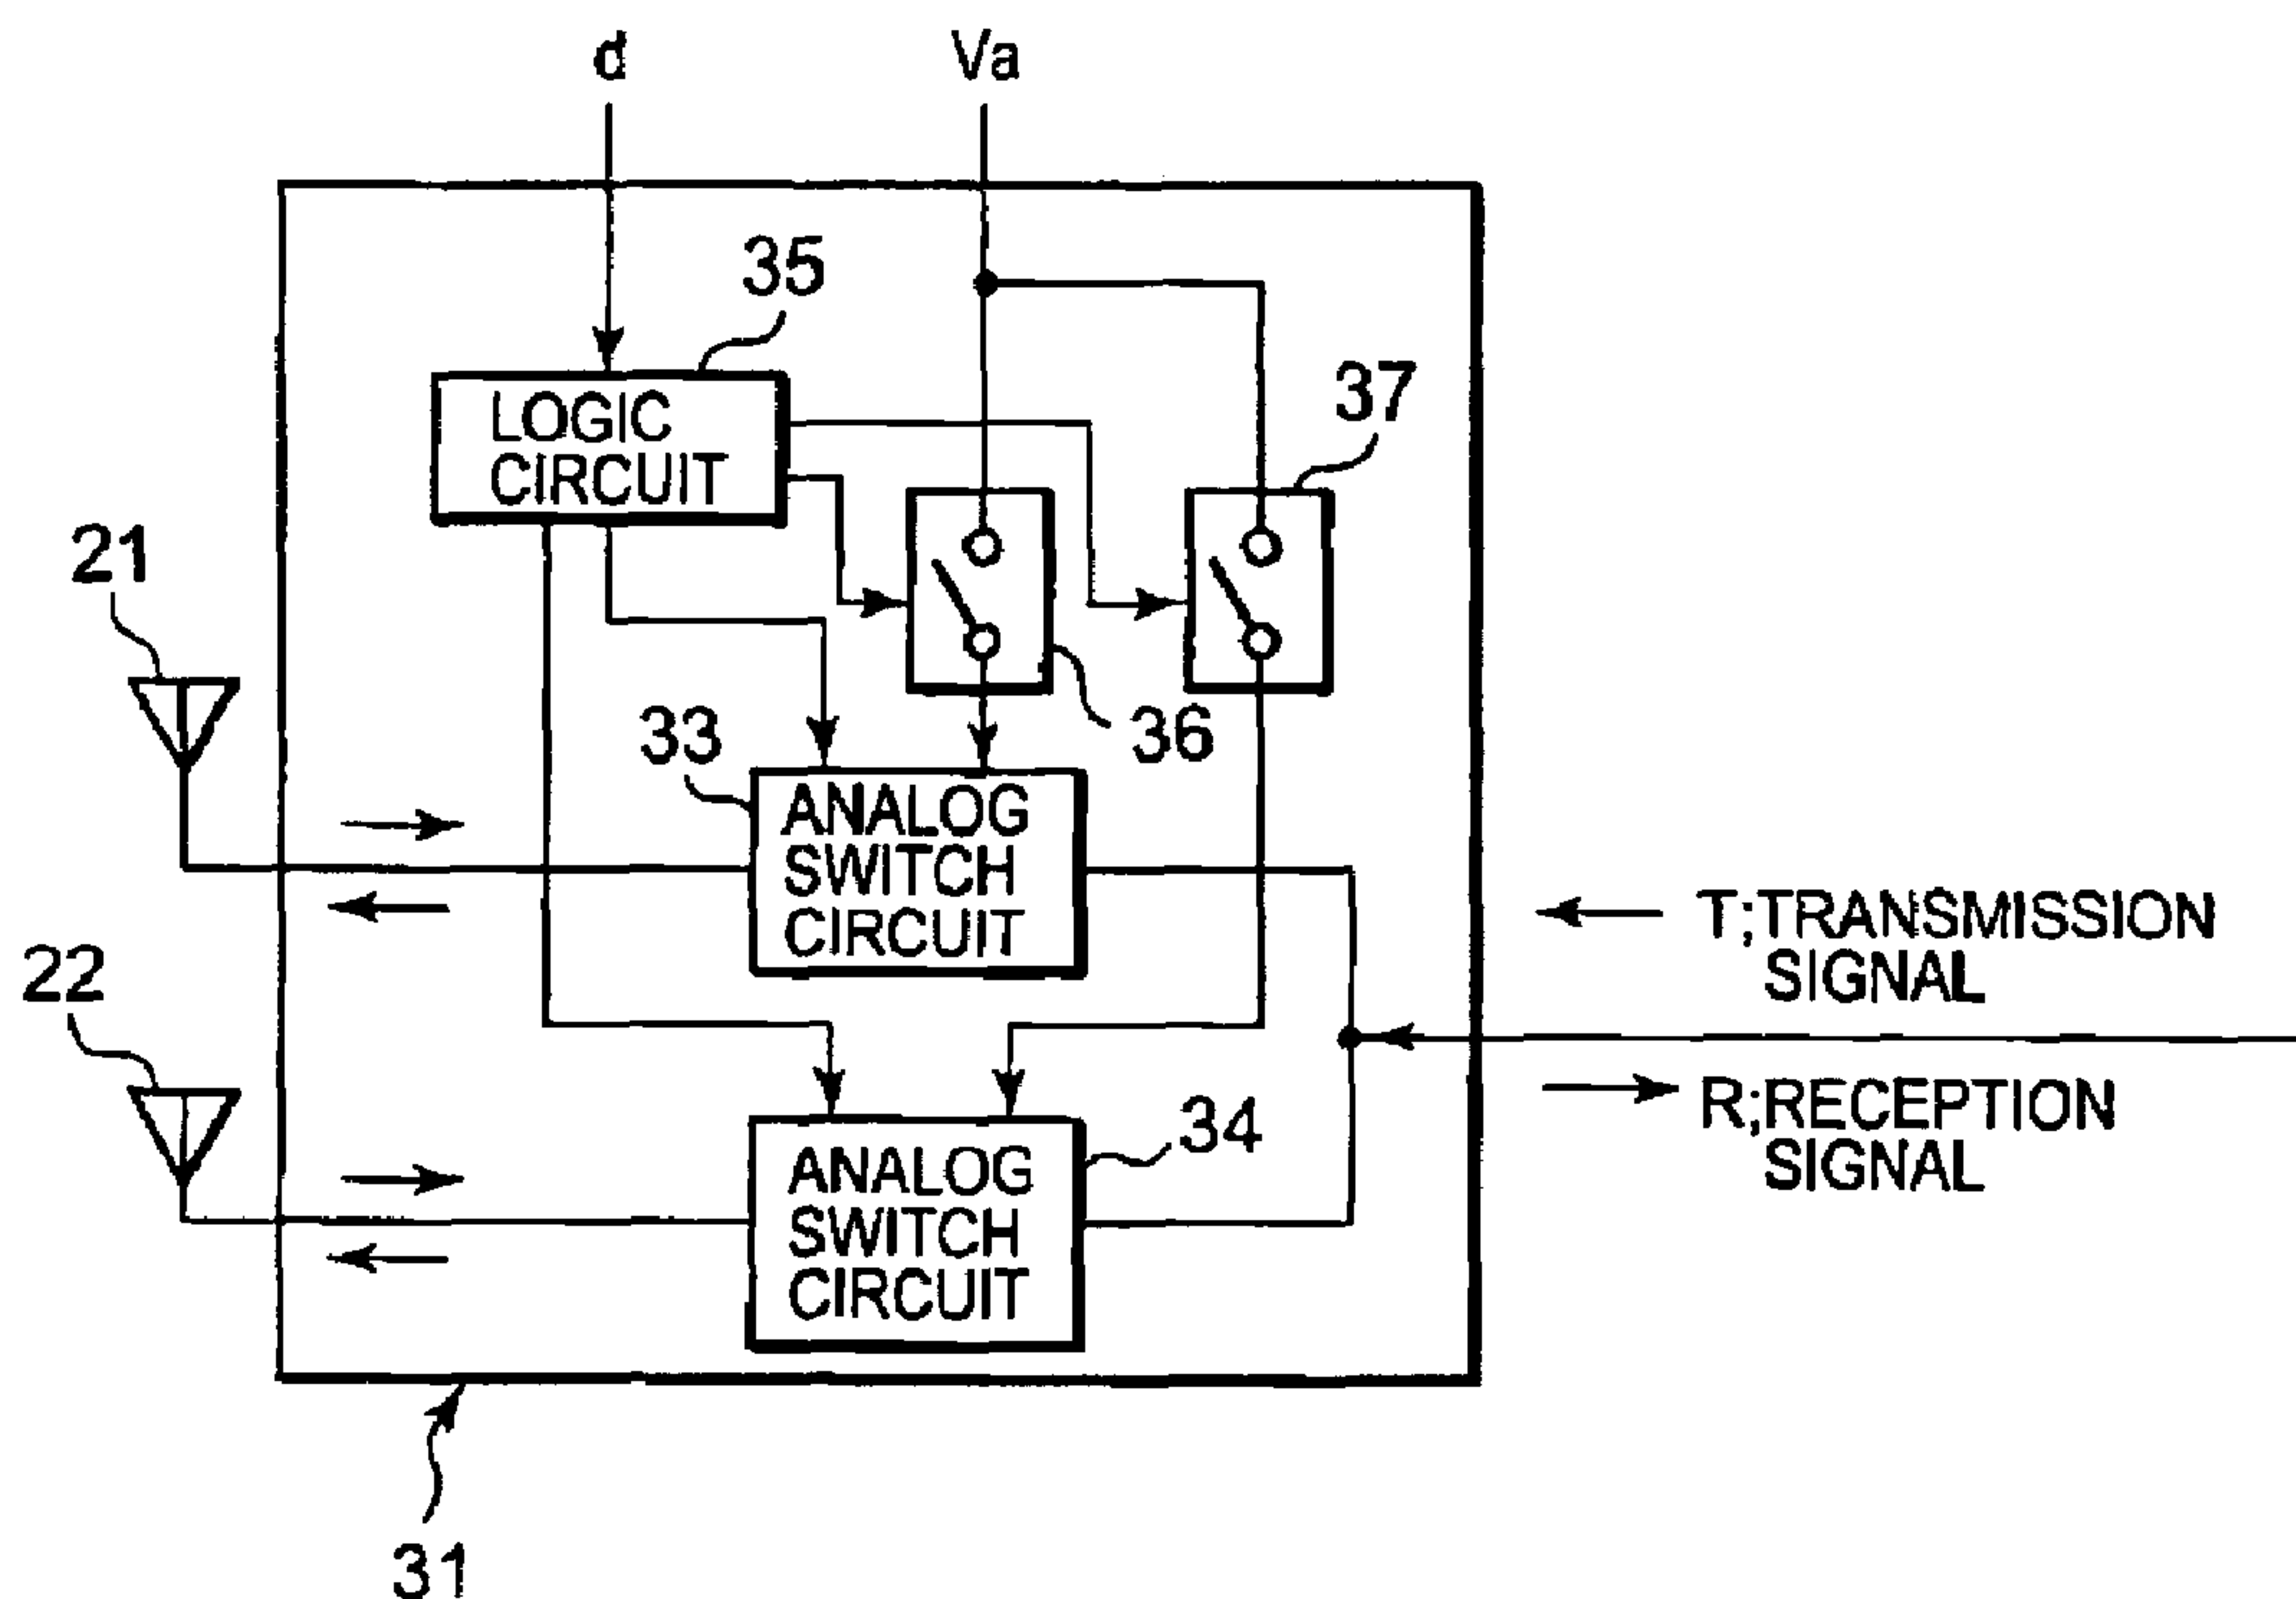 d
Va
35
LOGIC
CIRCUIT
37
21
33
36
ANALOG
SWITCH
CIRCUIT
22
T;TRANSMISSION
SIGNAL
R;RECEPTION
SIGNAL
34
ANALOG
SWITCH
CIRCUIT
31